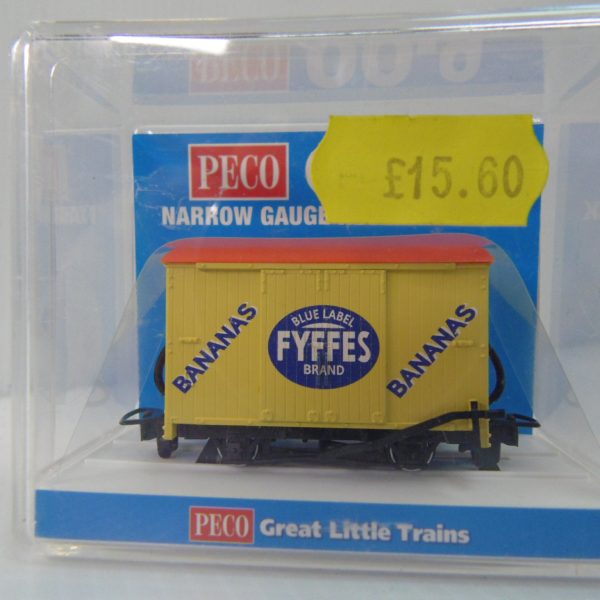 PECO
£15.60
NARROW GAUGE
BLUE LABEL
FYFFES
BRAND
BANANAS
BANANAS
PECO Great Little Trains